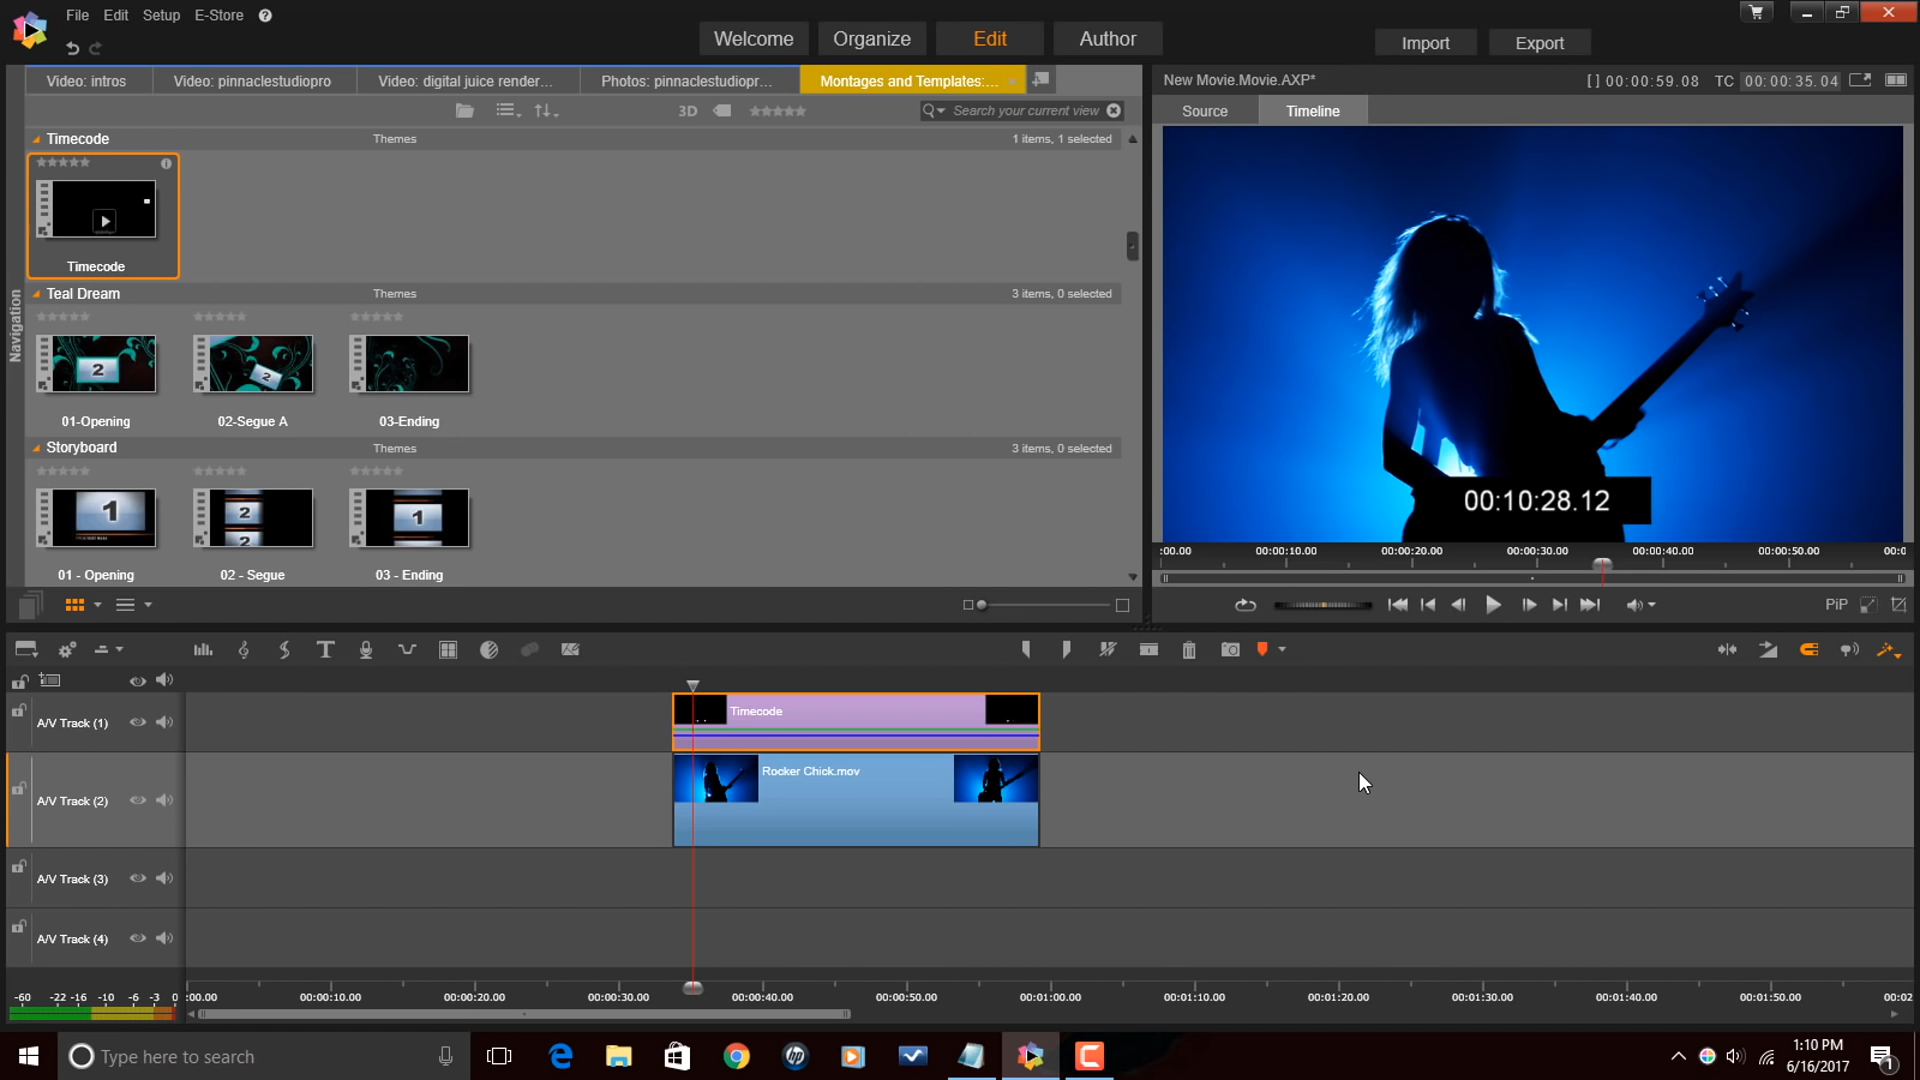 File Edit Setup E-Store ?
Welcome Organize Edit Author
Import Export
Video: intros Video: pinnaclestudiopro Video: digital juice render... Photos: pinnaclestudiopr... Montages and Templates:...
3D Search your current view
Timecode Themes 1 items, 1 selected
Timecode
Teal Dream Themes 3 items, 0 selected
2 2
01-Opening 02-Segue A 03-Ending
Storyboard Themes 3 items, 0 selected
1 2 2 1
01 - Opening 02 - Segue 03 - Ending
Navigation
New Movie.Movie.AXP* [ ] 00:00:59.08 TC 00:00:35.04
Source Timeline
00:10:28.12
:00.00 00:00:10.00 00:00:20.00 00:00:30.00 00:00:40.00 00:00:50.00 00:0
PiP
A/V Track (1)
Timecode
A/V Track (2)
Rocker Chick.mov
A/V Track (3)
A/V Track (4)
-60 -22 -16 -10 -6 -3 0
:00.00 00:00:10.00 00:00:20.00 00:00:30.00 00:00:40.00 00:00:50.00 00:01:00.00 00:01:10.00 00:01:20.00 00:01:30.00 00:01:40.00 00:01:50.00 00:02
Type here to search
hp
1:10 PM
6/16/2017
1